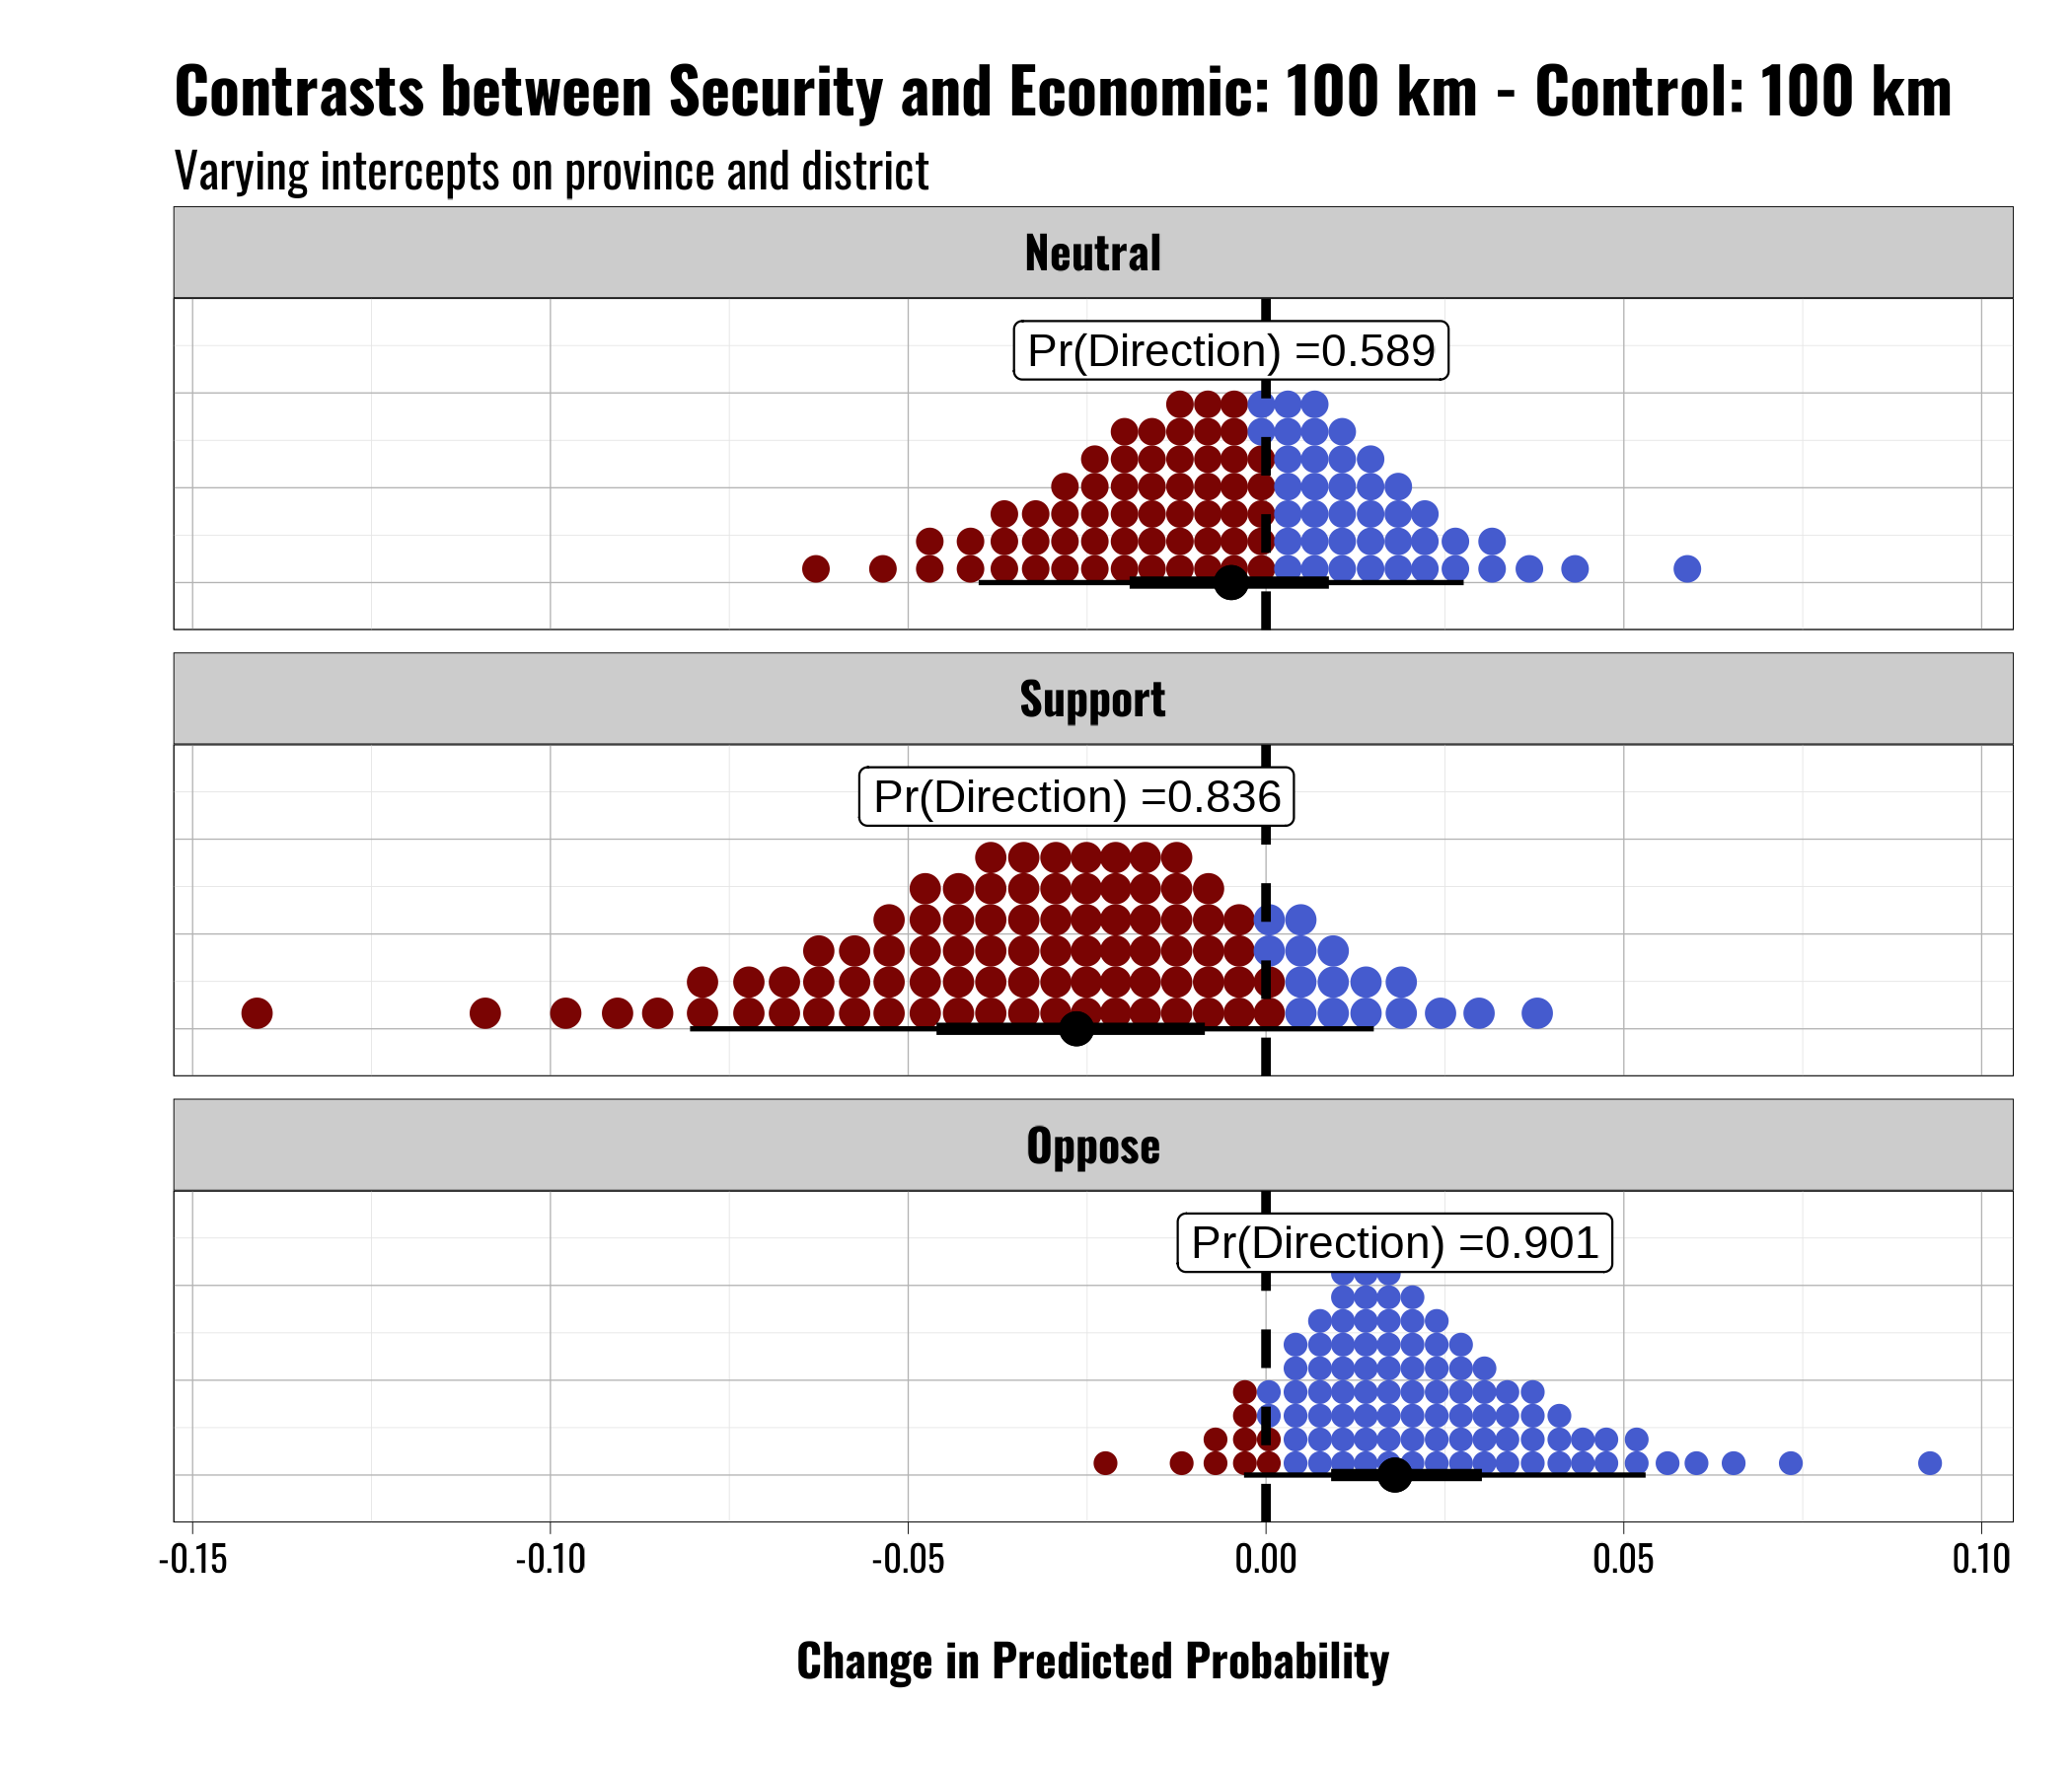 Contrasts between Security and Economic: 100 km - Control: 100 km
Varying intercepts on province and district
Neutral
Pr(Direction) =0.589
Support
Pr(Direction) =0.836
Oppose
Pr(Direction) =0.901
-0.15 -0.10 -0.05 0.00 0.05 0.10
Change in Predicted Probability